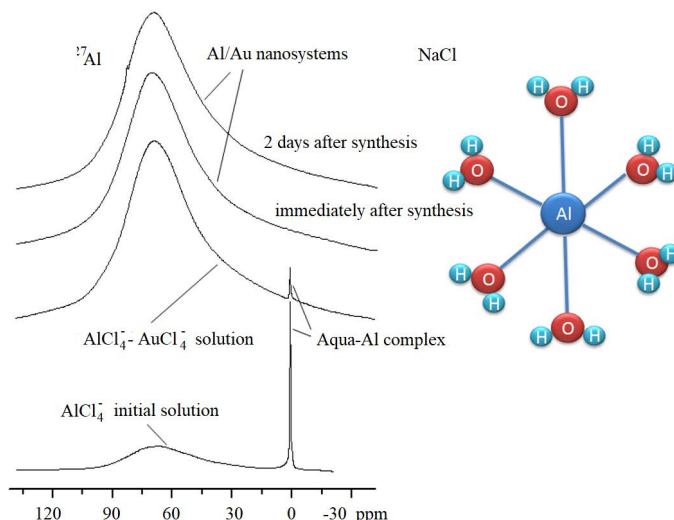 ²⁷Al
Al/Au nanosystems
NaCl
2 days after synthesis
immediately after synthesis
AlCl₄⁻- AuCl₄⁻ solution
Aqua-Al complex
AlCl₄⁻ initial solution
120 90 60 30 0 -30 ppm
H H
O
H
H
O
H
O
H
Al
H
O
H
O
H
H
H
O
H H